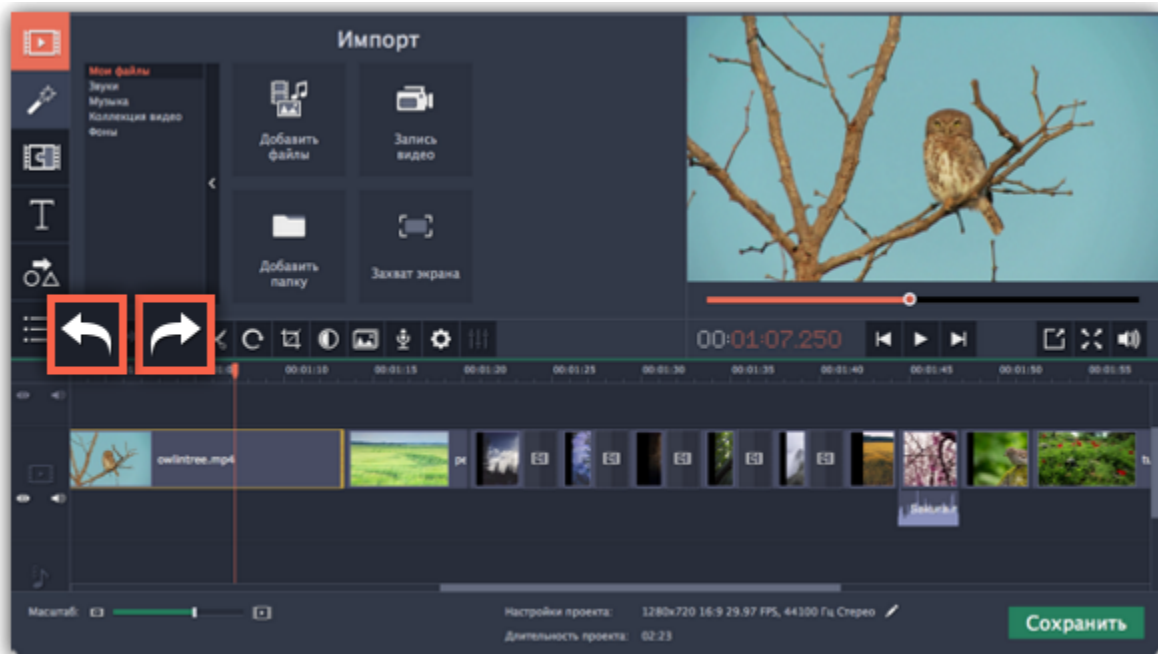 Импорт
Мои файлы
Звуки
Музыка
Коллекция видео
Фоны
Добавить
файлы
Запись
видео
Добавить
папку
Захват экрана
00:01:07.250
00:01:10
00:01:15
00:01:20
00:01:25
00:01:30
00:01:35
00:01:40
00:01:45
00:01:50
00:01:55
owlintree.mp4
Масштаб:
Настройки проекта: 1280x720 16:9 29.97 FPS, 44100 Гц Стерео
Длительность проекта: 02:23
Сохранить